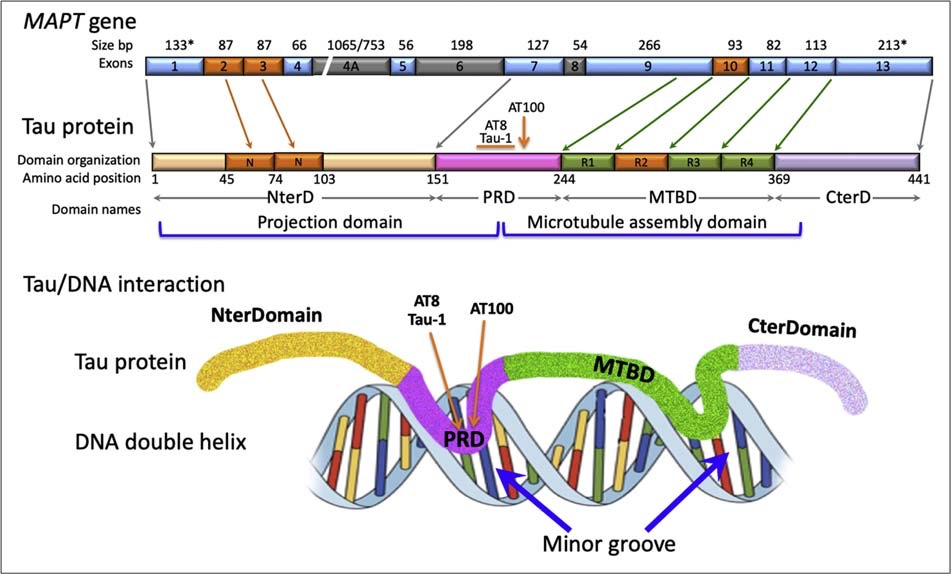 MAPT gene
Size bp 133* 87 87 66 1065/753 56 198 127 54 266 93 82 113 213*
Exons 1 2 3 4 4A 5 6 7 8 9 10 11 12 13
AT100
Tau protein
AT8
Tau-1
Domain organization N N R1 R2 R3 R4
Amino acid position 1 45 74 103 151 244 369 441
Domain names NterD PRD MTBD CterD
Projection domain Microtubule assembly domain
Tau/DNA interaction
AT8
Tau-1
AT100
NterDomain
CterDomain
Tau protein
MTBD
DNA double helix
PRD
Minor groove